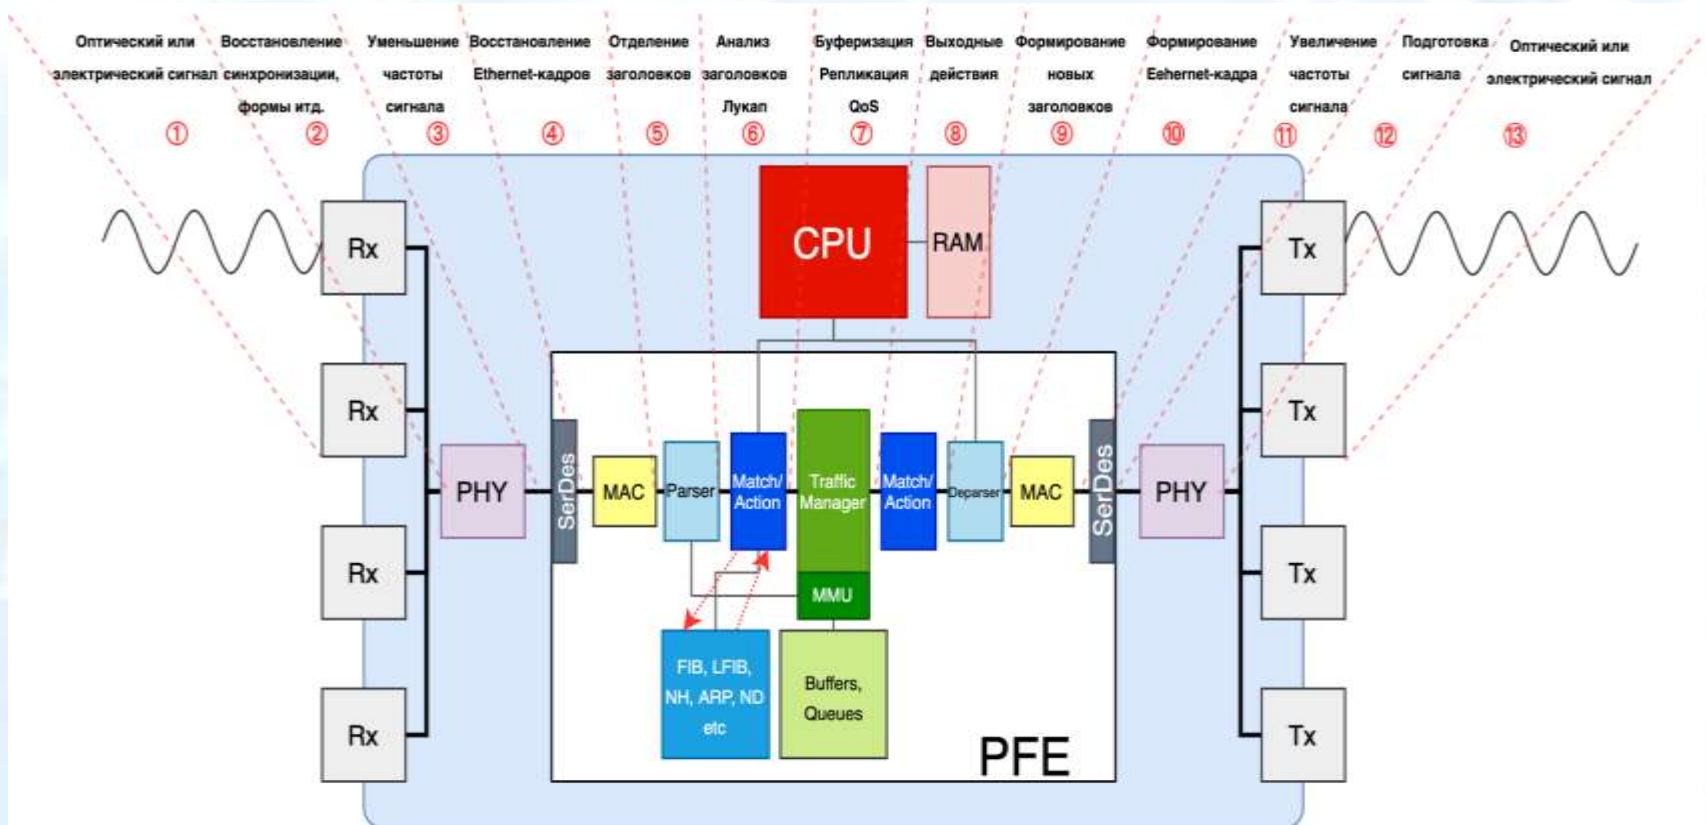 Оптический или
электрический сигнал
①
Восстановление
синхронизации,
формы итд.
②
Уменьшение
частоты
сигнала
③
Восстановление
Ethernet-кадров
④
Отделение
заголовков
⑤
Анализ
заголовков
Лукап
⑥
Буферизация
Репликация
QoS
⑦
Выходные
действия
⑧
Формирование
новых
заголовков
⑨
Формирование
Eehernet-кадра
⑩
Увеличение
частоты
сигнала
⑪
Подготовка
сигнала
⑫
Оптический или
электрический сигнал
⑬
CPU
RAM
Rx
Rx
Rx
Rx
PHY
SerDes
MAC
Parser
Match/
Action
Traffic
Manager
MMU
Match/
Action
Deparser
MAC
SerDes
PHY
Tx
Tx
Tx
Tx
FIB, LFIB,
NH, ARP, ND
etc
Buffers,
Queues
PFE